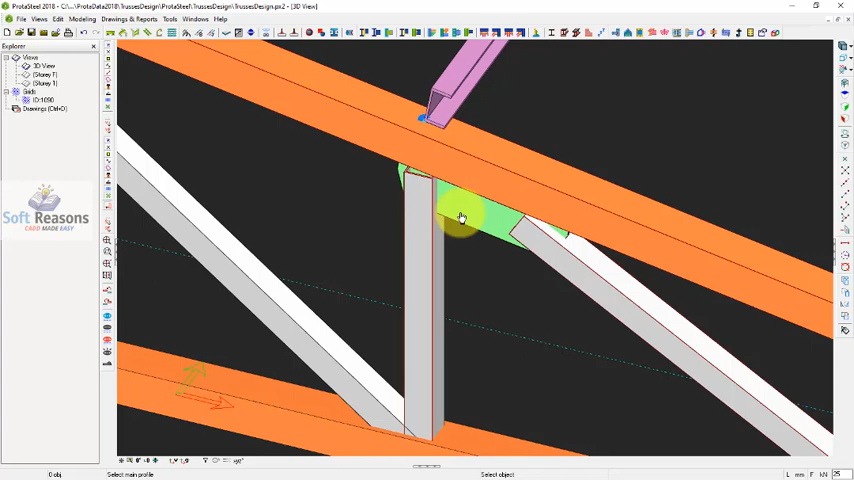 ProtaSteel 2018 - [C:\ProtaData2018\TrussesDesign\ProtaSteel\TrussesDesign.px2 - [3D View]
File Views Edit Modeling Drawings & Reports Tools Windows Help
Explorer
Views
3D View
(Storey F)
(Storey 1)
Grids
ID:1090
Drawings (Ctrl+D)
Soft Reasons
CADD MADE EASY
0 obj
Select main profile
Select object
L mm F kN 25